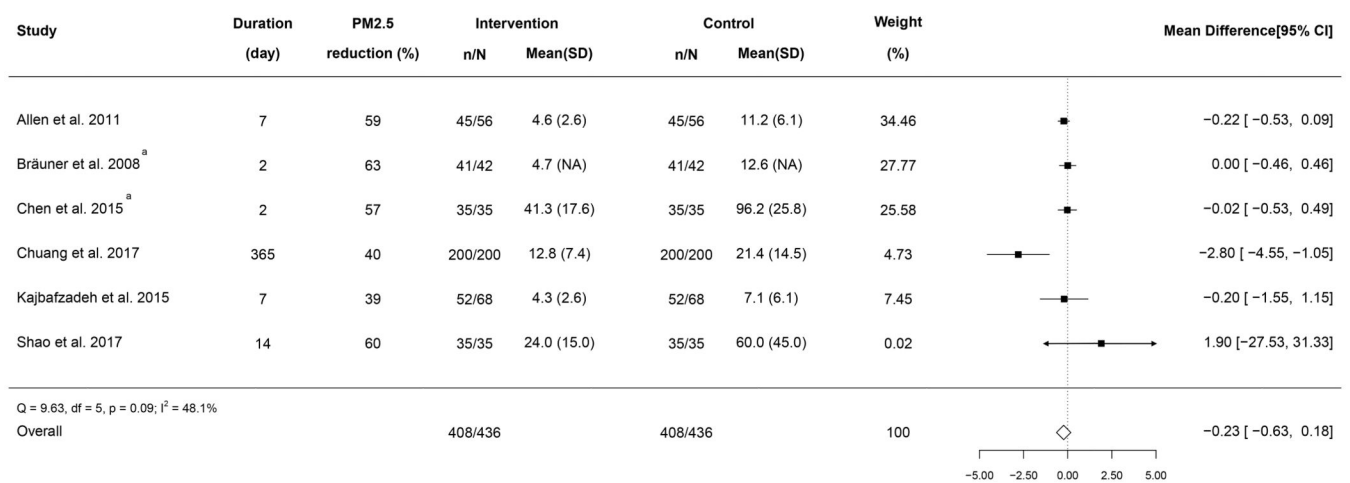 Study Duration PM2.5 Intervention Control Weight Mean Difference[95% CI]
(day) reduction (%) n/N Mean(SD) n/N Mean(SD) (%)
Allen et al. 2011 7 59 45/56 4.6 (2.6) 45/56 11.2 (6.1) 34.46 −0.22 [ −0.53, 0.09]
Bräuner et al. 2008 a 2 63 41/42 4.7 (NA) 41/42 12.6 (NA) 27.77 0.00 [ −0.46, 0.46]
Chen et al. 2015 a 2 57 35/35 41.3 (17.6) 35/35 96.2 (25.8) 25.58 −0.02 [ −0.53, 0.49]
Chuang et al. 2017 365 40 200/200 12.8 (7.4) 200/200 21.4 (14.5) 4.73 −2.80 [ −4.55, −1.05]
Kajbafzadeh et al. 2015 7 39 52/68 4.3 (2.6) 52/68 7.1 (6.1) 7.45 −0.20 [ −1.55, 1.15]
Shao et al. 2017 14 60 35/35 24.0 (15.0) 35/35 60.0 (45.0) 0.02 1.90 [−27.53, 31.33]
Q = 9.63, df = 5, p = 0.09; I² = 48.1%
Overall 408/436 408/436 100 −0.23 [ −0.63, 0.18]
−5.00 −2.50 0.00 2.50 5.00